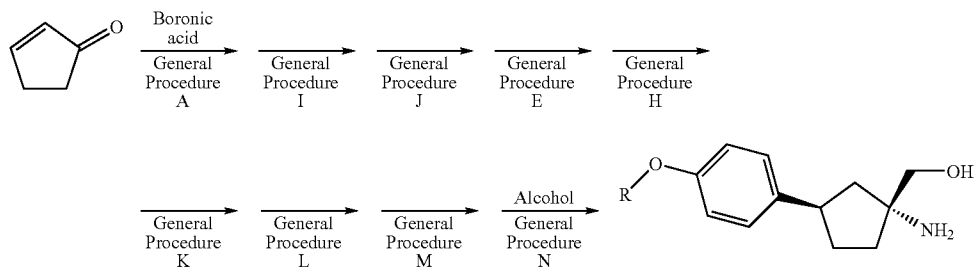 O
Boronic
acid
General
Procedure
A
General
Procedure
I
General
Procedure
J
General
Procedure
E
General
Procedure
H
General
Procedure
K
General
Procedure
L
General
Procedure
M
Alcohol
General
Procedure
N
O
R
OH
NH2